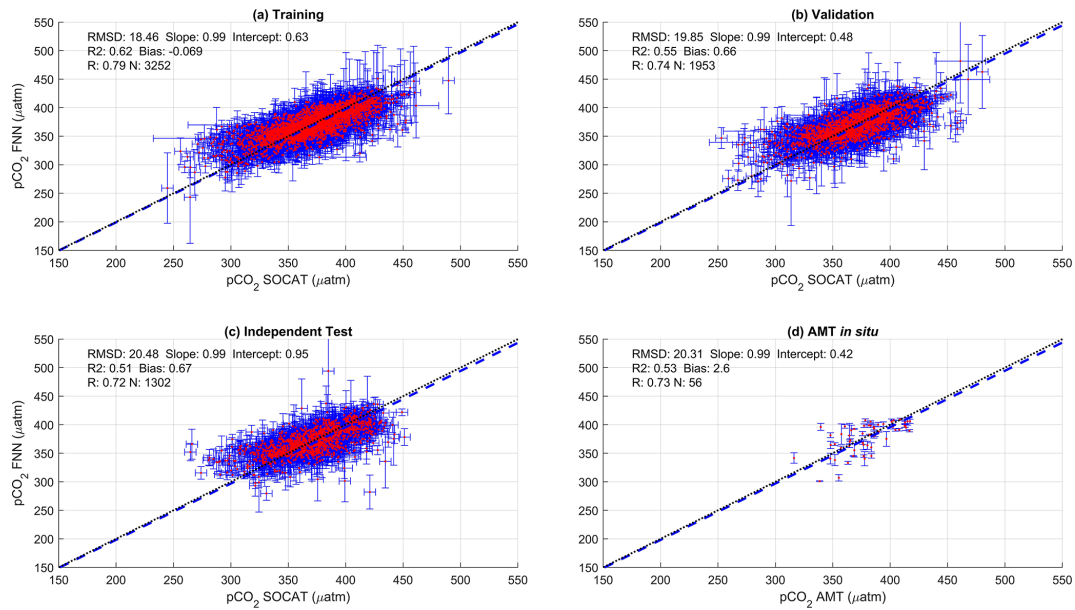 (a) Training
RMSD: 18.46 Slope: 0.99 Intercept: 0.63
R2: 0.62 Bias: -0.069
R: 0.79 N: 3252
550
500
450
400
350
300
250
200
150
pCO2 FNN (μatm)
150 200 250 300 350 400 450 500 550
pCO2 SOCAT (μatm)
(b) Validation
RMSD: 19.85 Slope: 0.99 Intercept: 0.48
R2: 0.55 Bias: 0.66
R: 0.74 N: 1953
550
500
450
400
350
300
250
200
150
pCO2 FNN (μatm)
150 200 250 300 350 400 450 500 550
pCO2 SOCAT (μatm)
(c) Independent Test
RMSD: 20.48 Slope: 0.99 Intercept: 0.95
R2: 0.51 Bias: 0.67
R: 0.72 N: 1302
550
500
450
400
350
300
250
200
150
pCO2 FNN (μatm)
150 200 250 300 350 400 450 500 550
pCO2 SOCAT (μatm)
(d) AMT in situ
RMSD: 20.31 Slope: 0.99 Intercept: 0.42
R2: 0.53 Bias: 2.6
R: 0.73 N: 56
550
500
450
400
350
300
250
200
150
pCO2 FNN (μatm)
150 200 250 300 350 400 450 500 550
pCO2 AMT (μatm)